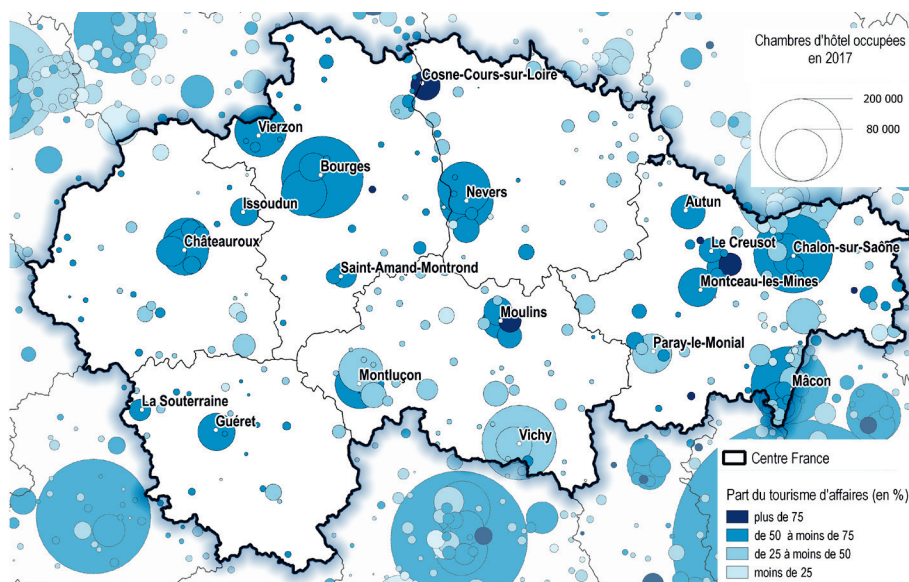 Chambres d'hôtel occupées
en 2017
200 000
80 000
Cosne-Cours-sur-Loire
Vierzon
Bourges
Nevers
Issoudun
Autun
Châteauroux
Le Creusot
Chalon-sur-Saône
Saint-Amand-Montrond
Montceau-les-Mines
Moulins
Paray-le-Monial
Montluçon
Mâcon
La Souterraine
Guéret
Vichy
Centre France
Part du tourisme d'affaires (en %)
plus de 75
de 50 à moins de 75
de 25 à moins de 50
moins de 25